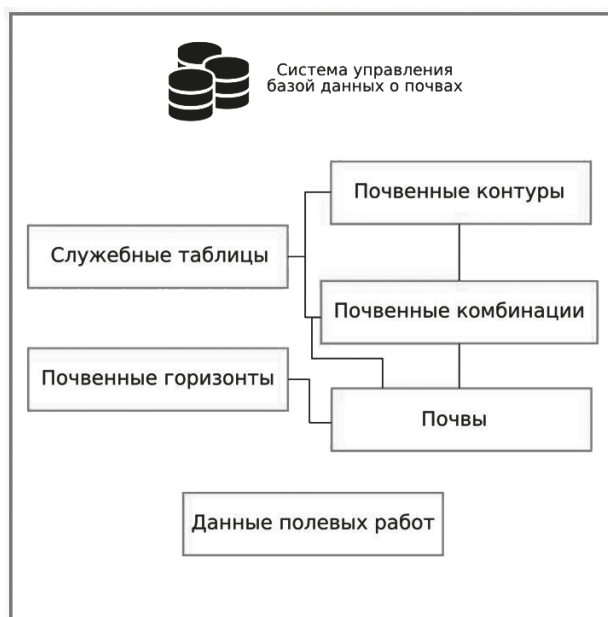 Система управления
базой данных о почвах
Почвенные контуры
Служебные таблицы
Почвенные комбинации
Почвенные горизонты
Почвы
Данные полевых работ